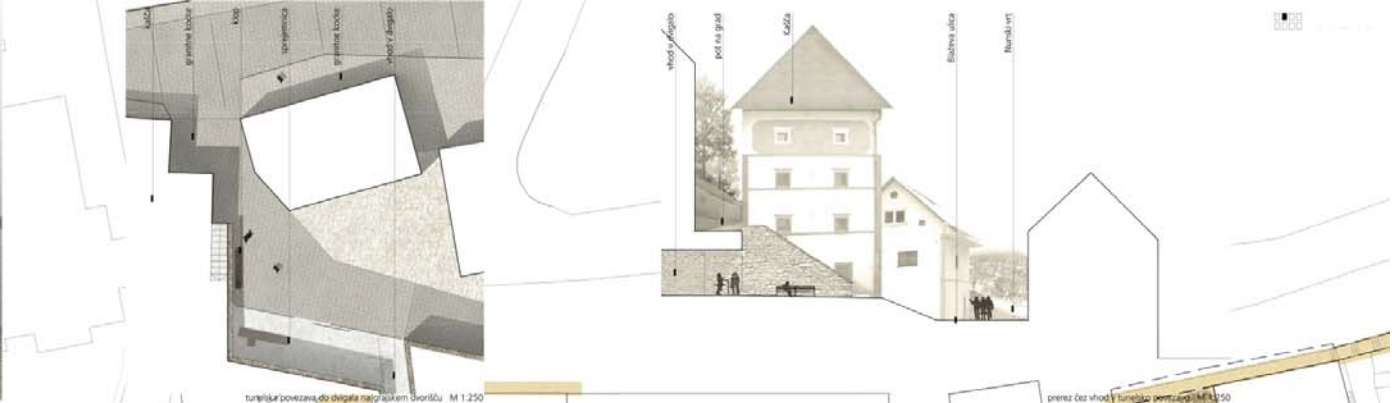 kašča
granitne kocke
klop
sprejemnica
granitne kocke
vhod v dvigalo
tunelska povezava do dvigala na grajskem dvorišču M 1:250
vhod v dvigalo
pot na grad
Kašča
Blaževa ulica
Nunski vrt
prerez čez vhod v tunelsko povezavo M 1:250